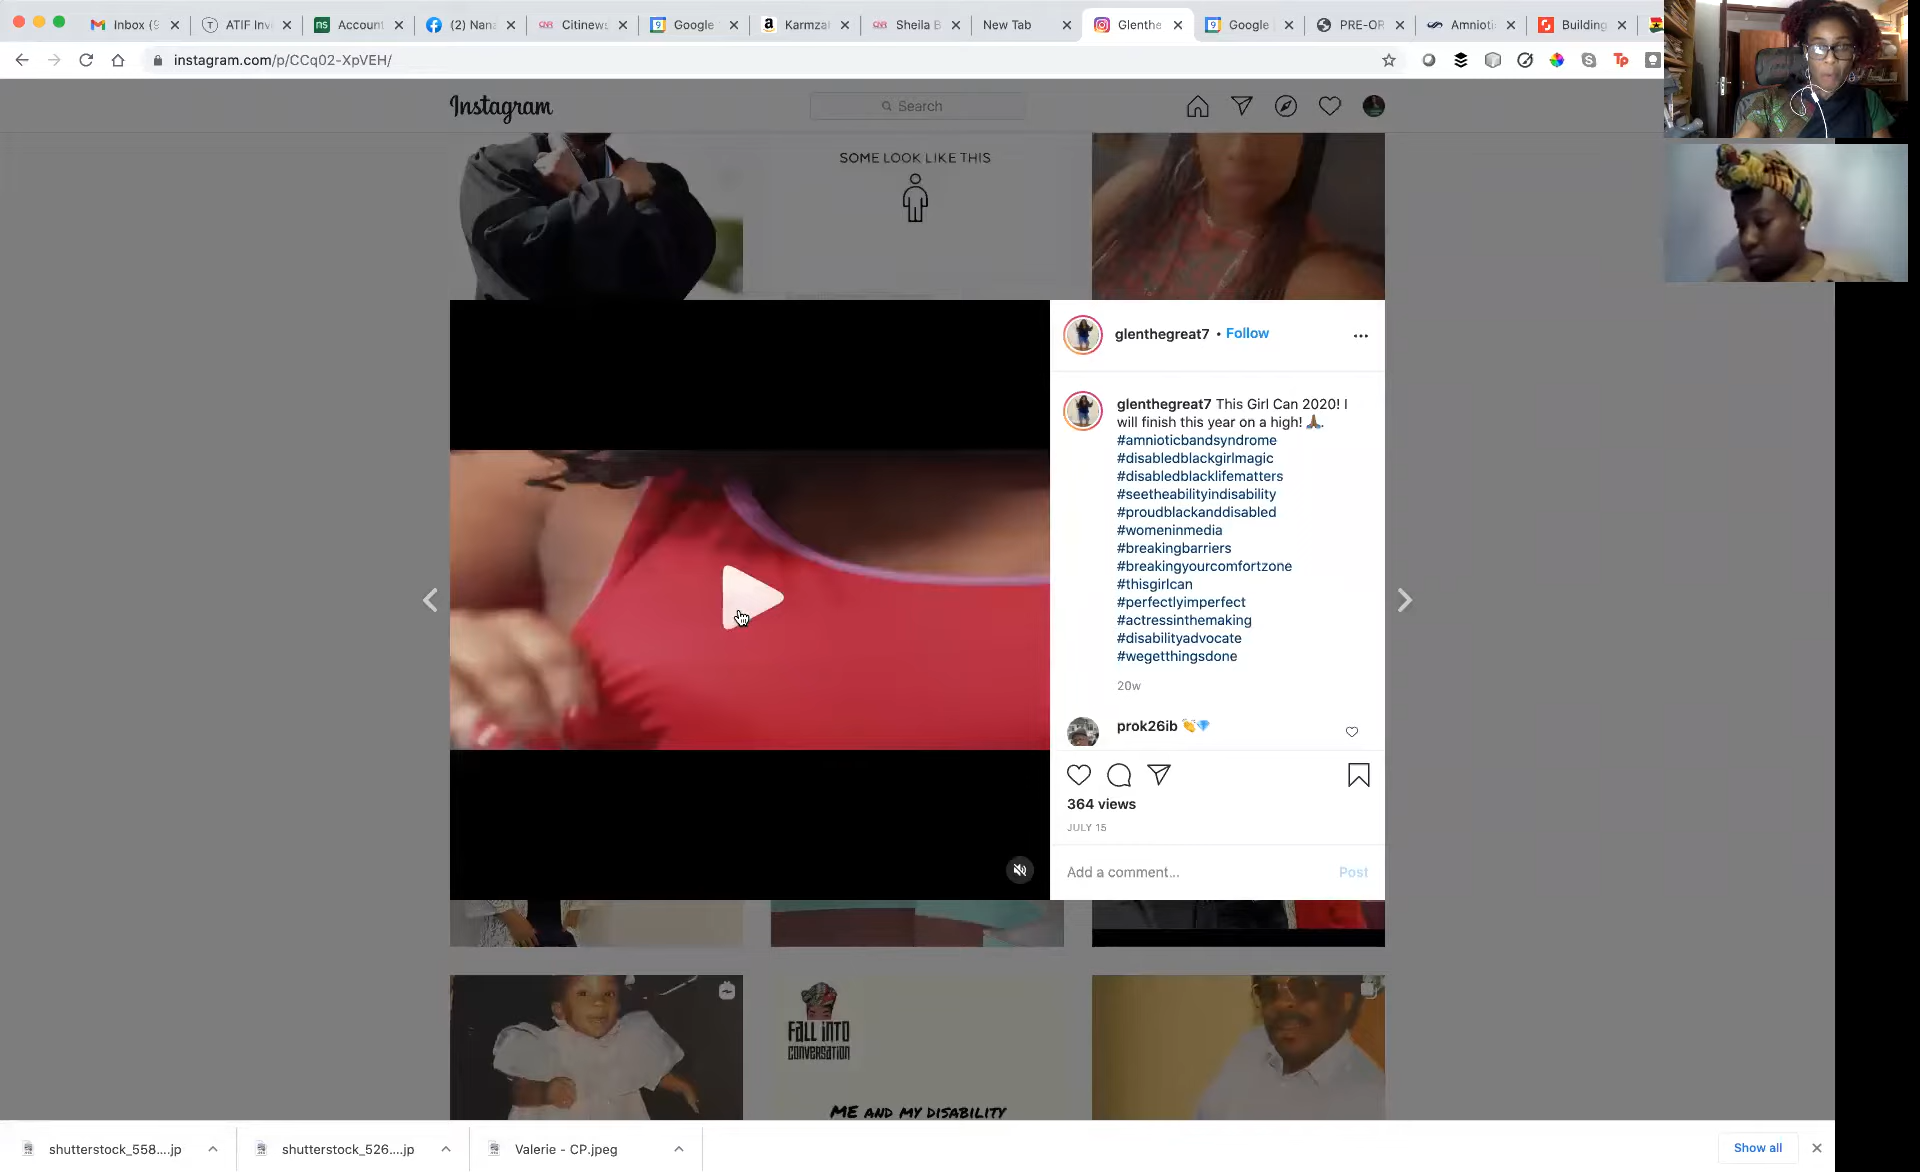 Inbox (9
ATIF Inv
Account
(2) Nana
Citinews
Google
Karmzal
Sheila B
New Tab
Glenthe
Google
PRE-OR
Amnioti
Building
instagram.com/p/CCq02-XpVEH/
Instagram
Search
SOME LOOK LIKE THIS
glenthegreat7 • Follow
glenthegreat7 This Girl Can 2020! I
will finish this year on a high! 🙏🏾.
#amnioticbandsyndrome
#disabledblackgirlmagic
#disabledblacklifematters
#seetheabilityindisability
#proudblackanddisabled
#womeninmedia
#breakingbarriers
#breakingyourcomfortzone
#thisgirlcan
#perfectlyimperfect
#actressinthemaking
#disabilityadvocate
#wegetthingsdone
20w
prok26ib 👏💎
364 views
JULY 15
Add a comment... Post
FALL INTO
CONVERSATION
ME AND MY DISABILITY
shutterstock_558....jp
shutterstock_526....jp
Valerie - CP.jpeg
Show all